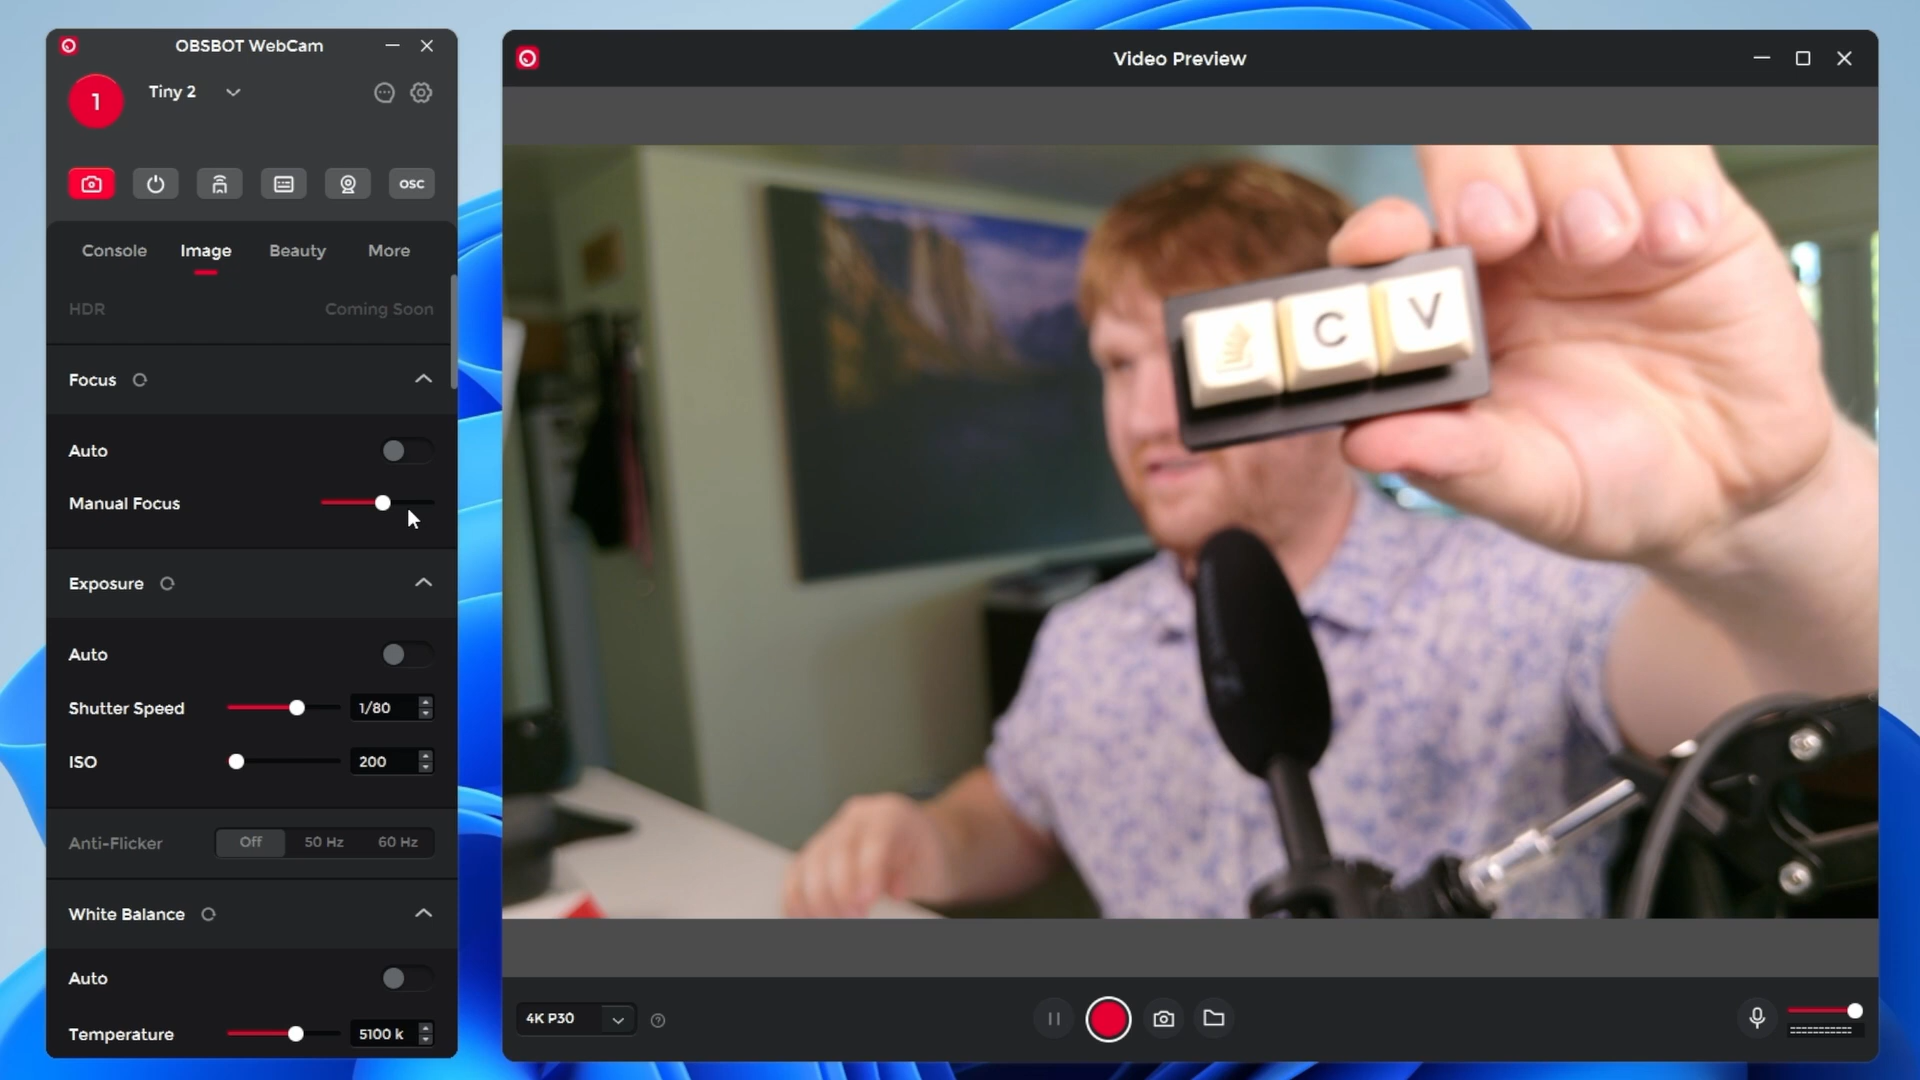 OBSBOT WebCam
1
Tiny 2
OSC
Console Image Beauty More
HDR Coming Soon
Focus
Auto
Manual Focus
Exposure
Auto
Shutter Speed 1/80
ISO 200
Anti-Flicker Off 50 Hz 60 Hz
White Balance
Auto
Temperature 5100 k
Video Preview
C V
4K P30